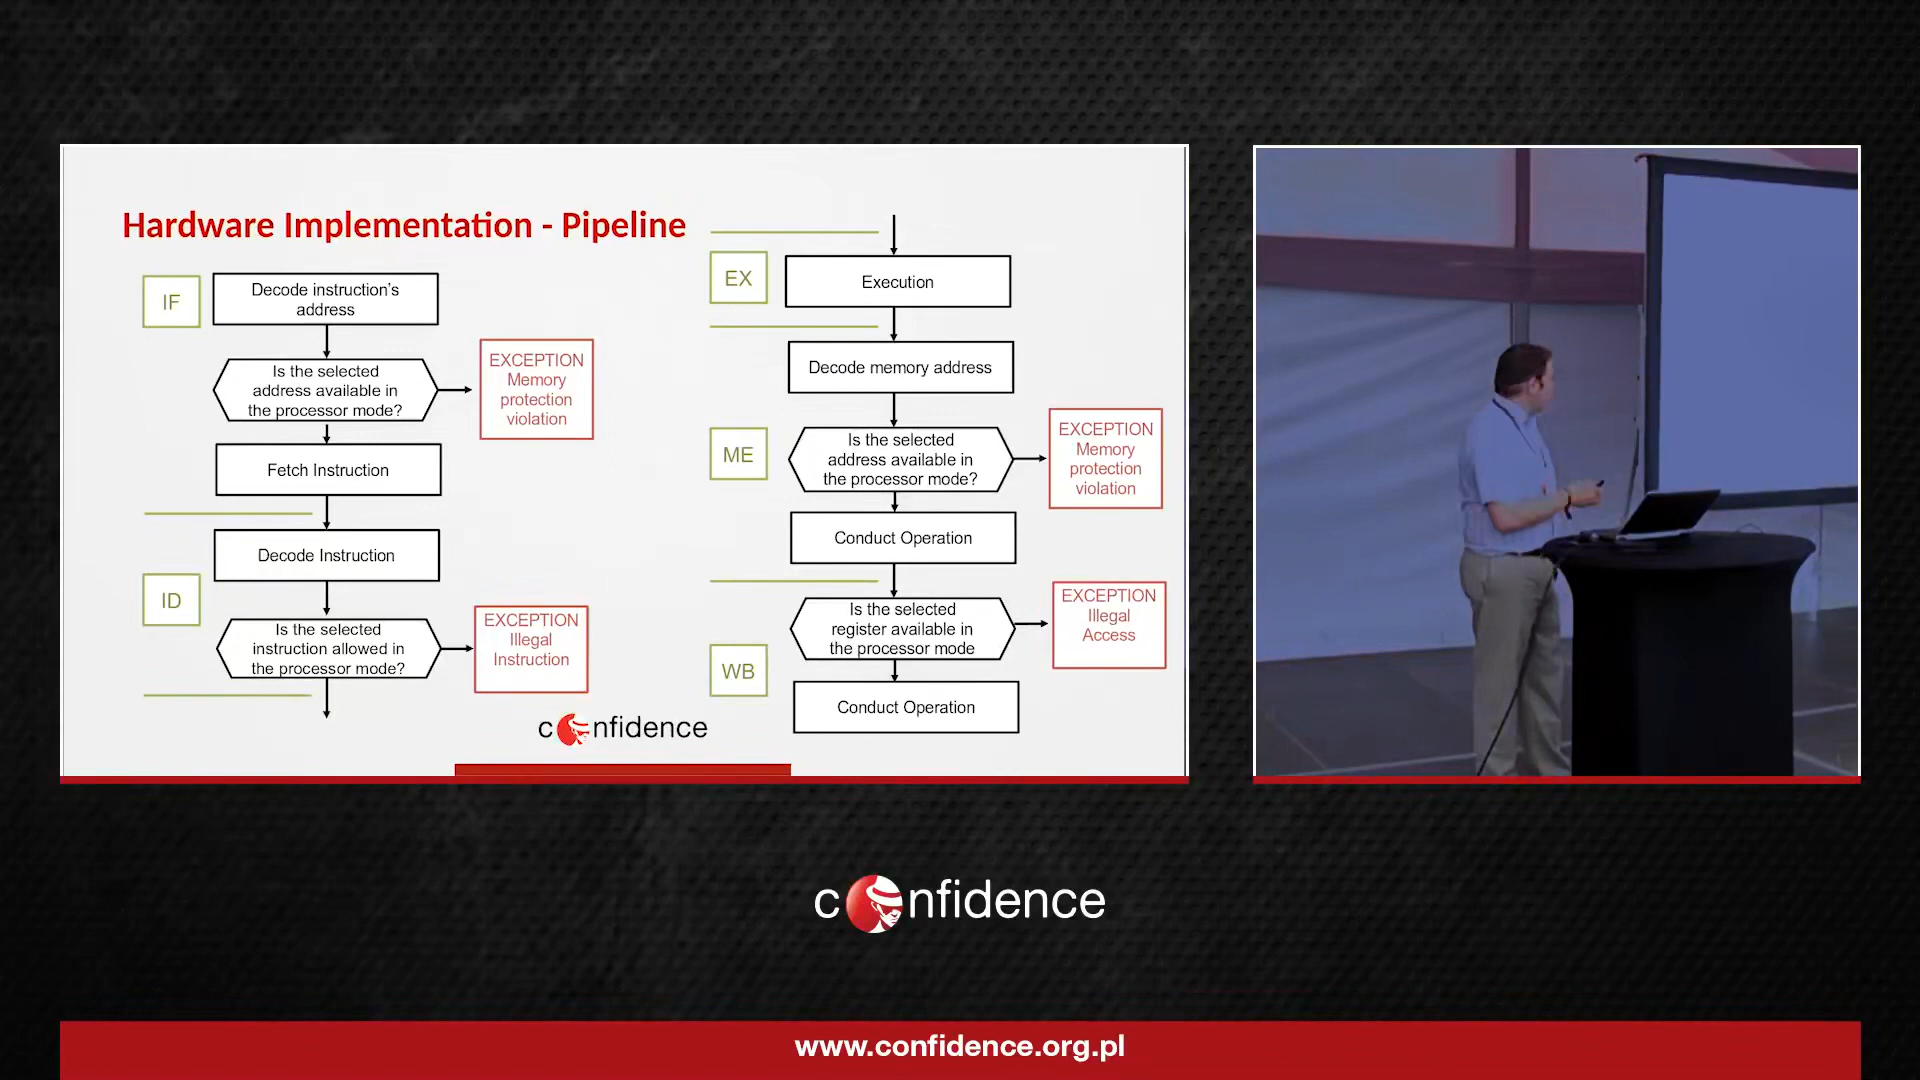 Hardware Implementation - Pipeline
IF
Decode instruction's
address
Is the selected
address available in
the processor mode?
EXCEPTION
Memory
protection
violation
Fetch Instruction
Decode Instruction
ID
Is the selected
instruction allowed in
the processor mode?
EXCEPTION
Illegal
Instruction
EX
Execution
Decode memory address
ME
Is the selected
address available in
the processor mode?
EXCEPTION
Memory
protection
violation
Conduct Operation
Is the selected
register available in
the processor mode
EXCEPTION
Illegal
Access
WB
Conduct Operation
confidence
confidence
www.confidence.org.pl